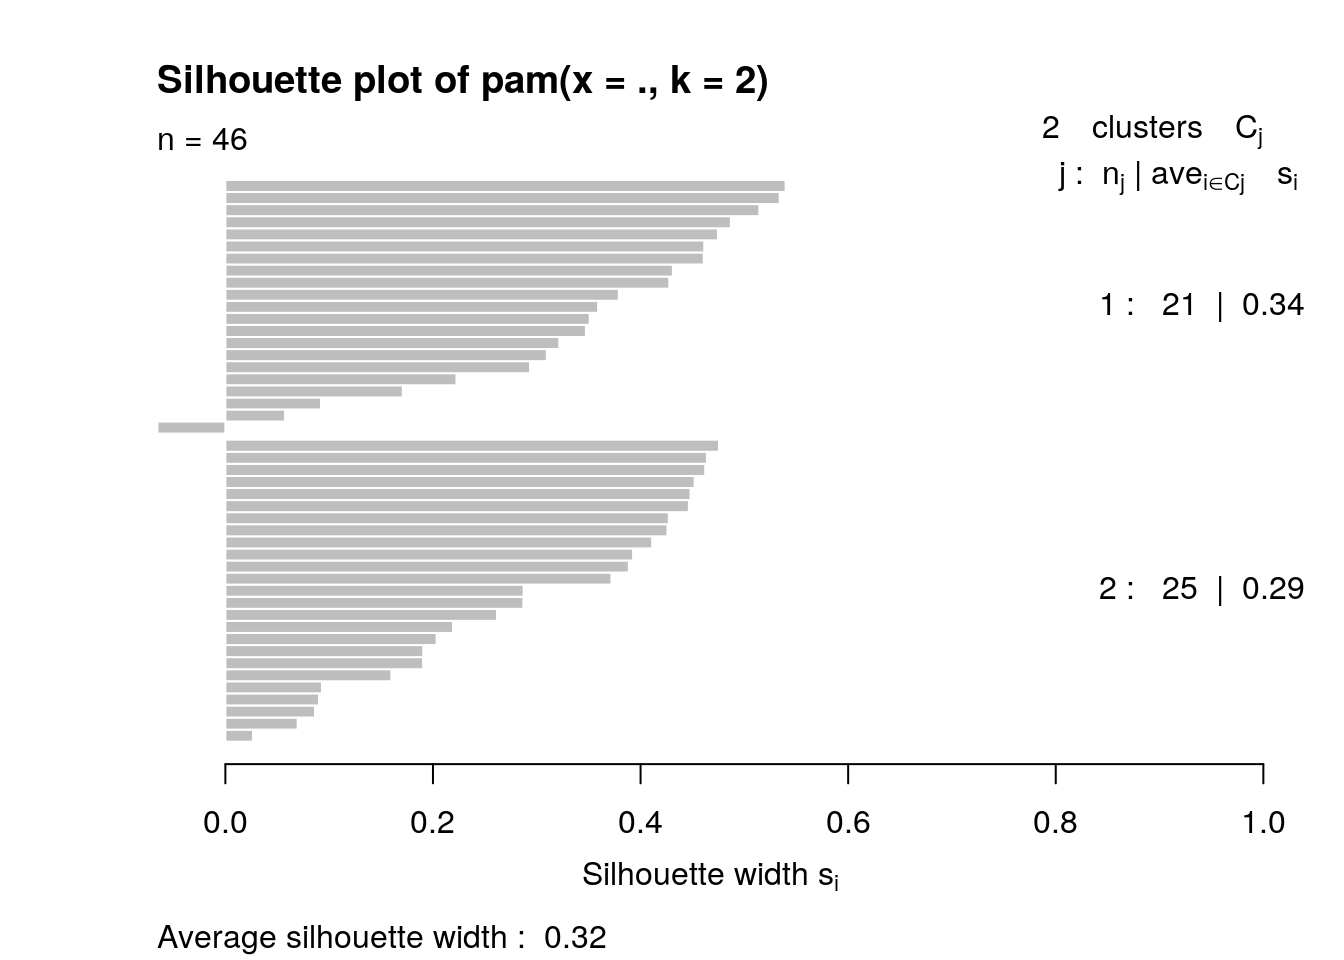 Silhouette plot of pam(x = ., k = 2)
n = 46
2 clusters Cj
j : nj | avei∈Cj si
1 : 21 | 0.34
2 : 25 | 0.29
0.0 0.2 0.4 0.6 0.8 1.0
Silhouette width si
Average silhouette width : 0.32